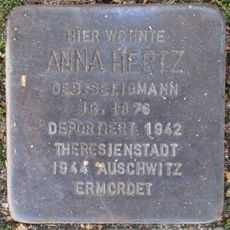 HIER WOHNTE
ANNA HERTZ
GEB. SELIGMANN
JG. 1876
DEPORTIERT 1942
THERESIENSTADT
1944 AUSCHWITZ
ERMORDET